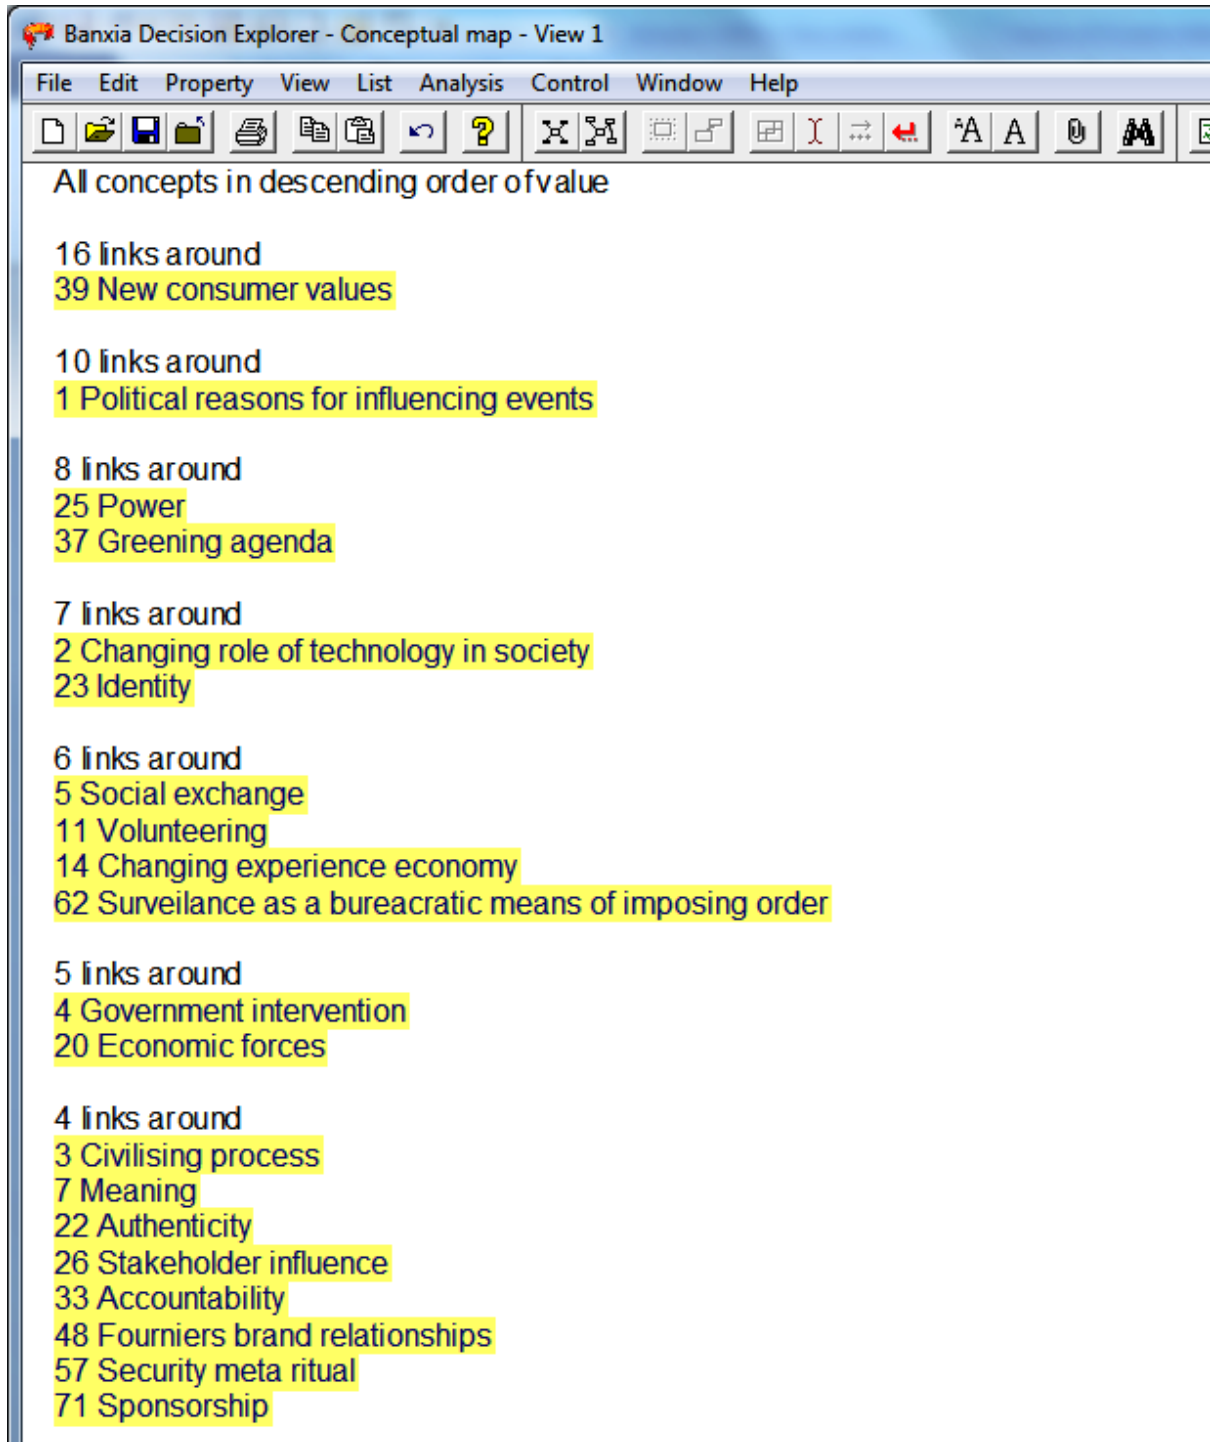 Banxia Decision Explorer - Conceptual map - View 1
File Edit Property View List Analysis Control Window Help
All concepts in descending order of value
16 links around
39 New consumer values
10 links around
1 Political reasons for influencing events
8 links around
25 Power
37 Greening agenda
7 links around
2 Changing role of technology in society
23 Identity
6 links around
5 Social exchange
11 Volunteering
14 Changing experience economy
62 Surveilance as a bureacratic means of imposing order
5 links around
4 Government intervention
20 Economic forces
4 links around
3 Civilising process
7 Meaning
22 Authenticity
26 Stakeholder influence
33 Accountability
48 Fourniers brand relationships
57 Security meta ritual
71 Sponsorship